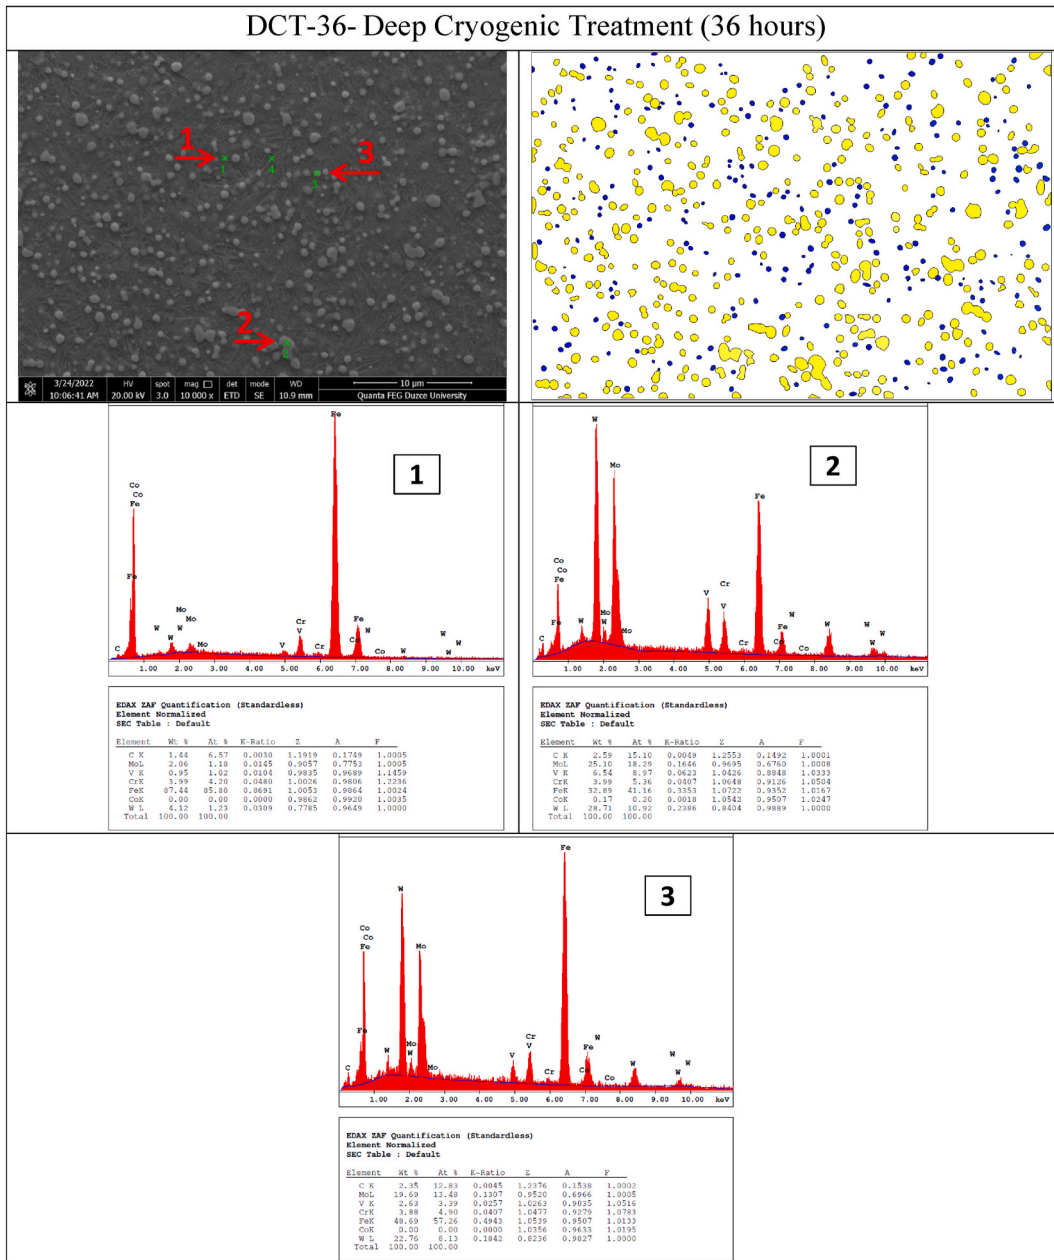 DCT-36- Deep Cryogenic Treatment (36 hours)
1
3
1
4
3
2
2
3/24/2022 HV spot mag □ det mode WD 10 µm
10:06:41 AM 20.00 kV 3.0 10 000 x ETD SE 10.9 mm Quanta FEG Duzce University
1
Fe
Co
Co
Fe
Fe
Mo
W W Mo
W
Mo
C
V
Cr
V
Cr
Fe
W
Co
Co
W
W
W
W
1.00 2.00 3.00 4.00 5.00 6.00 7.00 8.00 9.00 keV
EDAX ZAF Quantification (Standardless)
Element Normalized
SEC Table : Default
Element Wt % At % K-Ratio Z A F
C K 1.44 6.57 0.0030 1.1919 0.1749 1.0005
MoL 2.06 1.18 0.0145 0.9057 0.7753 1.0005
V K 0.95 1.02 0.0104 0.9835 0.9689 1.1459
CrK 3.99 4.20 0.0480 1.0026 0.9806 1.2236
FeK 87.44 85.80 0.8691 1.0053 0.9864 1.0024
CoK 0.00 0.00 0.0000 0.9862 0.9920 1.0035
W L 4.12 1.23 0.0309 0.7785 0.9649 1.0000
Total 100.00 100.00
2
W
Mo
Fe
Co
Co
Fe
Fe
C
W
Mo
W
Mo
V
Cr
V
Cr
Fe
W
Co
Co
W
W
W
W
W
1.00 2.00 3.00 4.00 5.00 6.00 7.00 8.00 9.00 10.00 keV
EDAX ZAF Quantification (Standardless)
Element Normalized
SEC Table : Default
Element Wt % At % K-Ratio Z A F
C K 2.59 15.10 0.0049 1.2553 0.1492 1.0001
MoL 25.10 18.29 0.1646 0.9695 0.6760 1.0008
V K 6.54 8.97 0.0623 1.0426 0.8848 1.0333
CrK 3.99 5.36 0.0407 1.0648 0.9126 1.0504
FeK 32.89 41.16 0.3353 1.0722 0.9352 1.0167
CoK 0.17 0.20 0.0018 1.0542 0.9507 1.0247
W L 28.71 10.92 0.2386 0.8404 0.9889 1.0000
Total 100.00 100.00
3
Fe
W
Mo
Co
Co
Fe
Fe
C
W
Mo
W
Mo
V
Cr
V
Cr
Fe
W
Co
Co
W
W
W
W
1.00 2.00 3.00 4.00 5.00 6.00 7.00 8.00 9.00 10.00 keV
EDAX ZAF Quantification (Standardless)
Element Normalized
SEC Table : Default
Element Wt % At % K-Ratio Z A F
C K 2.35 12.83 0.0045 1.2376 0.1538 1.0002
MoL 19.69 13.48 0.1307 0.9520 0.6966 1.0005
V K 2.63 3.39 0.0257 1.0263 0.9035 1.0516
CrK 3.88 4.90 0.0407 1.0477 0.9279 1.0783
FeK 48.69 57.26 0.4943 1.0539 0.9507 1.0133
CoK 0.00 0.00 0.0000 1.0356 0.9633 1.0195
W L 22.76 8.13 0.1842 0.8236 0.9827 1.0000
Total 100.00 100.00